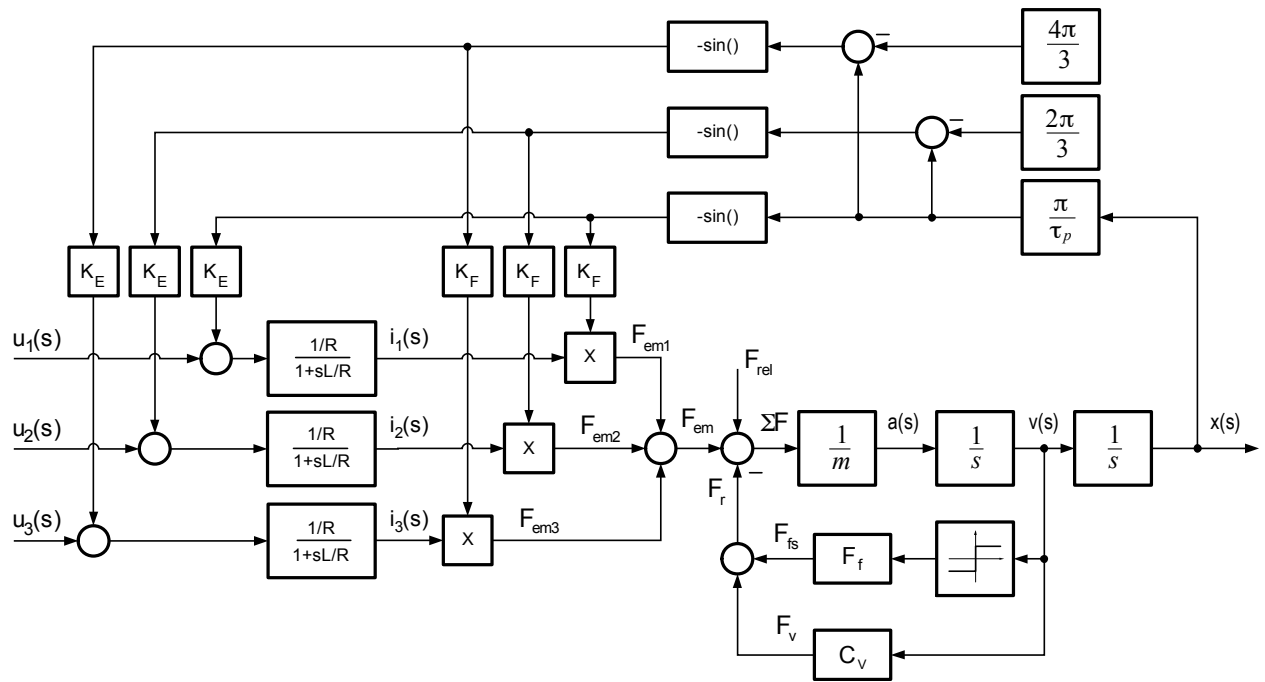 -sin()
− 4π
3
-sin()
− 2π
3
-sin()
π
τp
KE KE KE KF KF KF
u1(s)
1/R
1+sL/R
i1(s)
X
Fem1
Frel
u2(s)
1/R
1+sL/R
i2(s)
X
Fem2
Fem
ΣF
1
m
a(s)
1
s
v(s)
1
s
x(s)
−
Fr
u3(s)
1/R
1+sL/R
i3(s)
X
Fem3
Ffs
Ff
Fv
CV